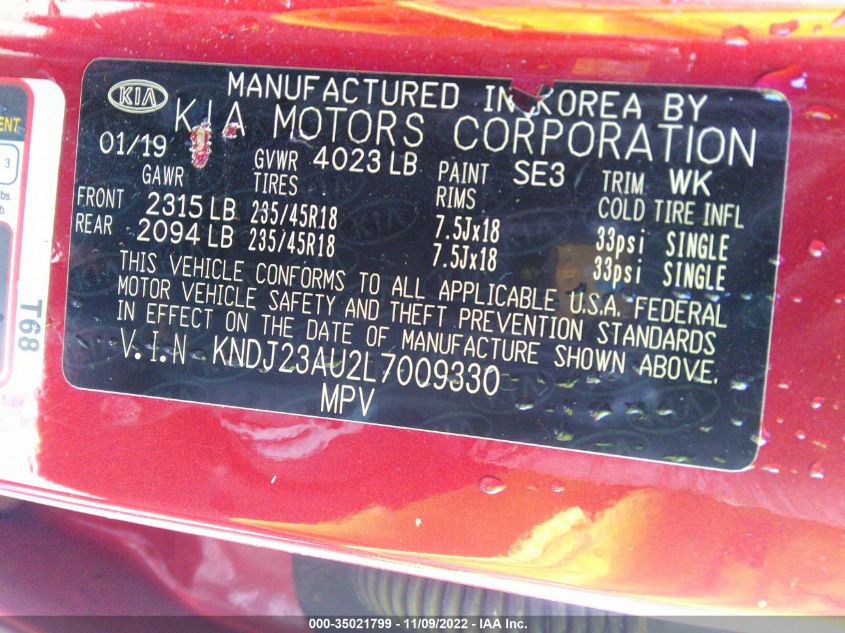 KIA
MANUFACTURED IN KOREA BY
KIA MOTORS CORPORATION
01/19 GVWR 4023 LB PAINT SE3 TRIM WK
GAWR TIRES RIMS COLD TIRE INFL
FRONT 2315 LB 235/45R18 7.5Jx18 33psi SINGLE
REAR 2094 LB 235/45R18 7.5Jx18 33psi SINGLE
THIS VEHICLE CONFORMS TO ALL APPLICABLE U.S.A. FEDERAL
MOTOR VEHICLE SAFETY AND THEFT PREVENTION STANDARDS
IN EFFECT ON THE DATE OF MANUFACTURE SHOWN ABOVE.
V.I.N KNDJ23AU2L7009330
MPV
3
T68
000-35021799 - 11/09/2022 - IAA Inc.